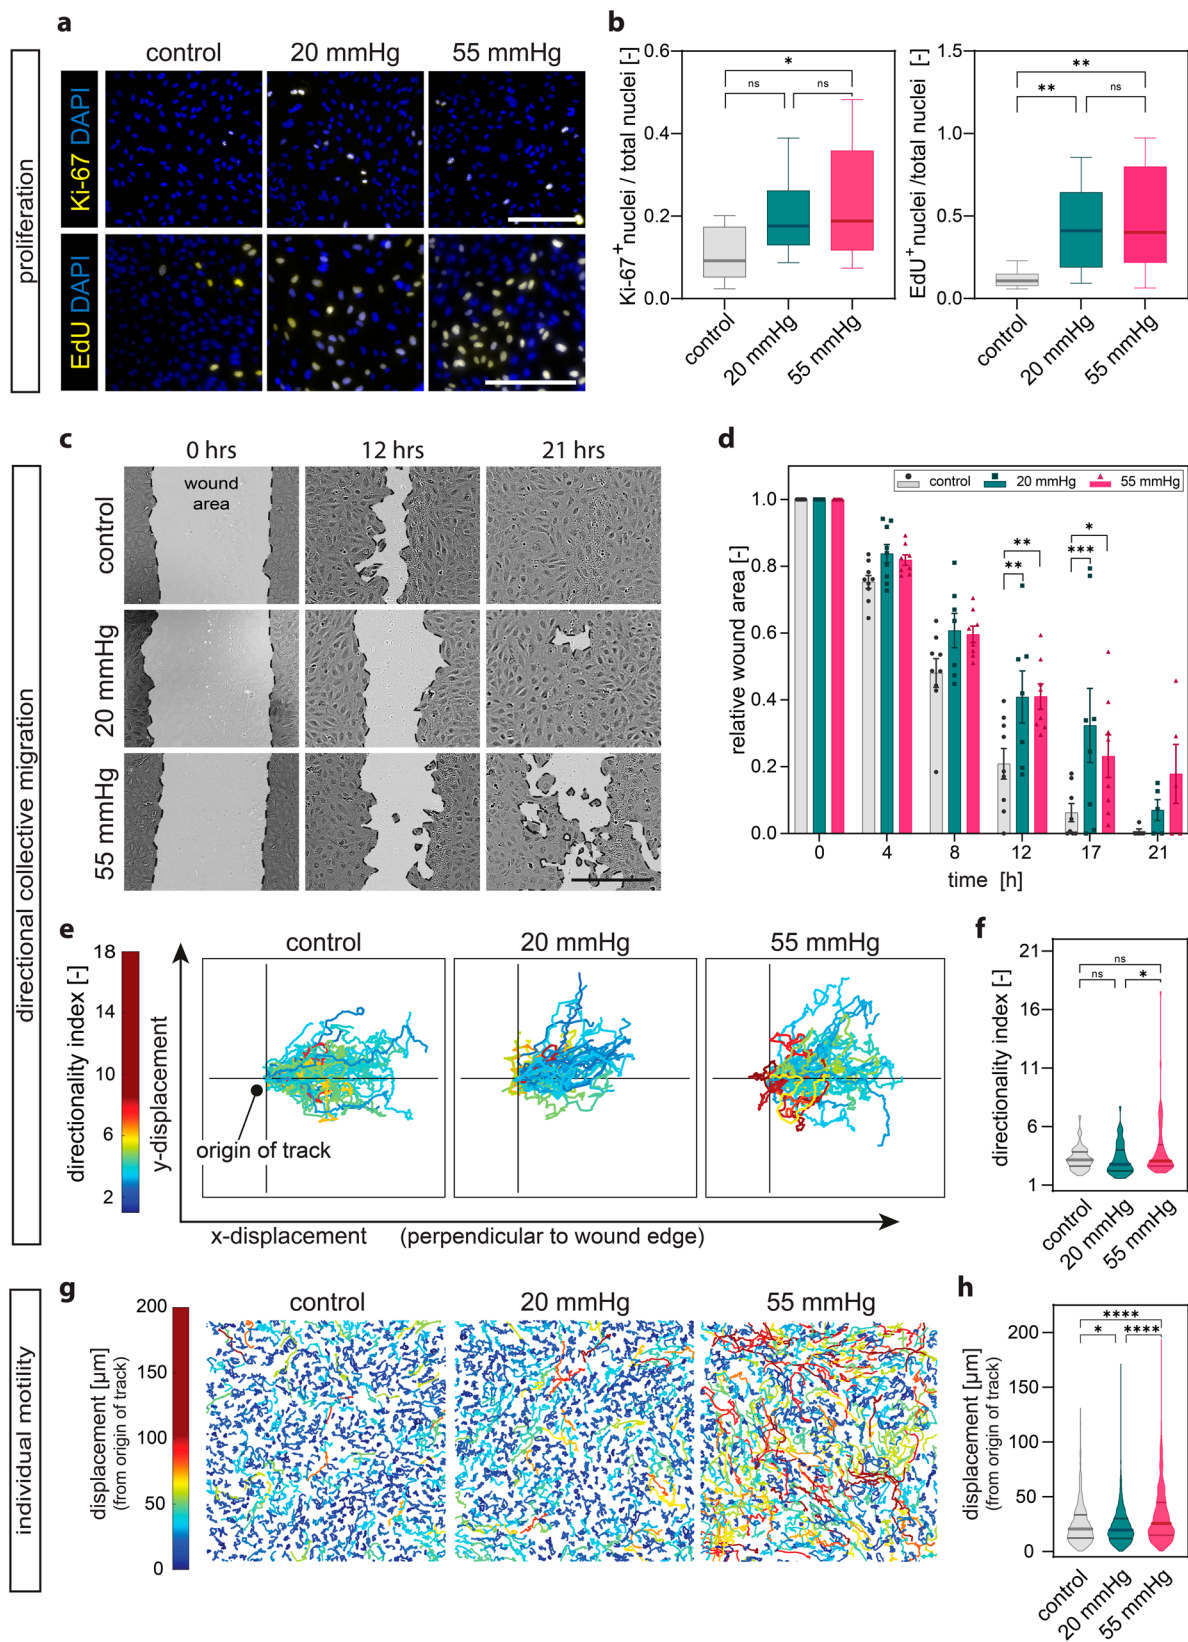 a
control
20 mmHg
55 mmHg
proliferation
Ki-67 DAPI
EdU DAPI
b
Ki-67+nuclei / total nuclei [-]
0.6
0.4
0.2
0.0
*
ns
ns
control
20 mmHg
55 mmHg
EdU+nuclei /total nuclei [-]
1.5
1.0
0.5
0.0
**
**
ns
control
20 mmHg
55 mmHg
directional collective migration
c
0 hrs
12 hrs
21 hrs
control
20 mmHg
55 mmHg
wound
area
d
relative wound area [-]
1.0
0.8
0.6
0.4
0.2
0.0
control
20 mmHg
55 mmHg
**
**
*
***
0
4
8
12
17
21
time [h]
e
directionality index [-]
18
14
10
6
2
y-displacement
control
20 mmHg
55 mmHg
origin of track
x-displacement (perpendicular to wound edge)
f
directionality index [-]
21
16
11
6
1
ns
ns
*
control
20 mmHg
55 mmHg
individual motility
g
displacement [µm]
(from origin of track)
200
150
100
50
0
control
20 mmHg
55 mmHg
h
displacement [µm]
(from origin of track)
200
150
100
50
0
****
*
****
control
20 mmHg
55 mmHg